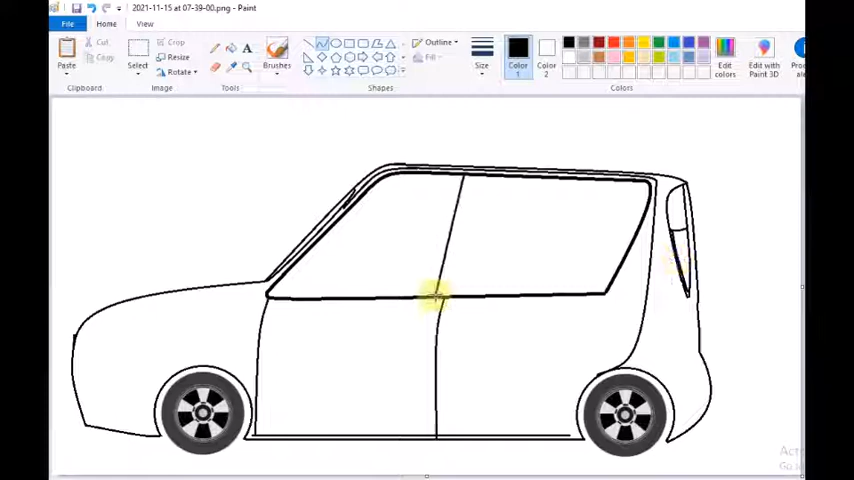 2021-11-15 at 07-39-00.png - Paint
File Home View
Paste
Cut
Copy
Clipboard
Select
Crop
Resize
Rotate
Image
A
Tools
Brushes
Outline
Fill
Shapes
Size
Color
1
Color
2
Edit
colors
Colors
Edit with
Paint 3D